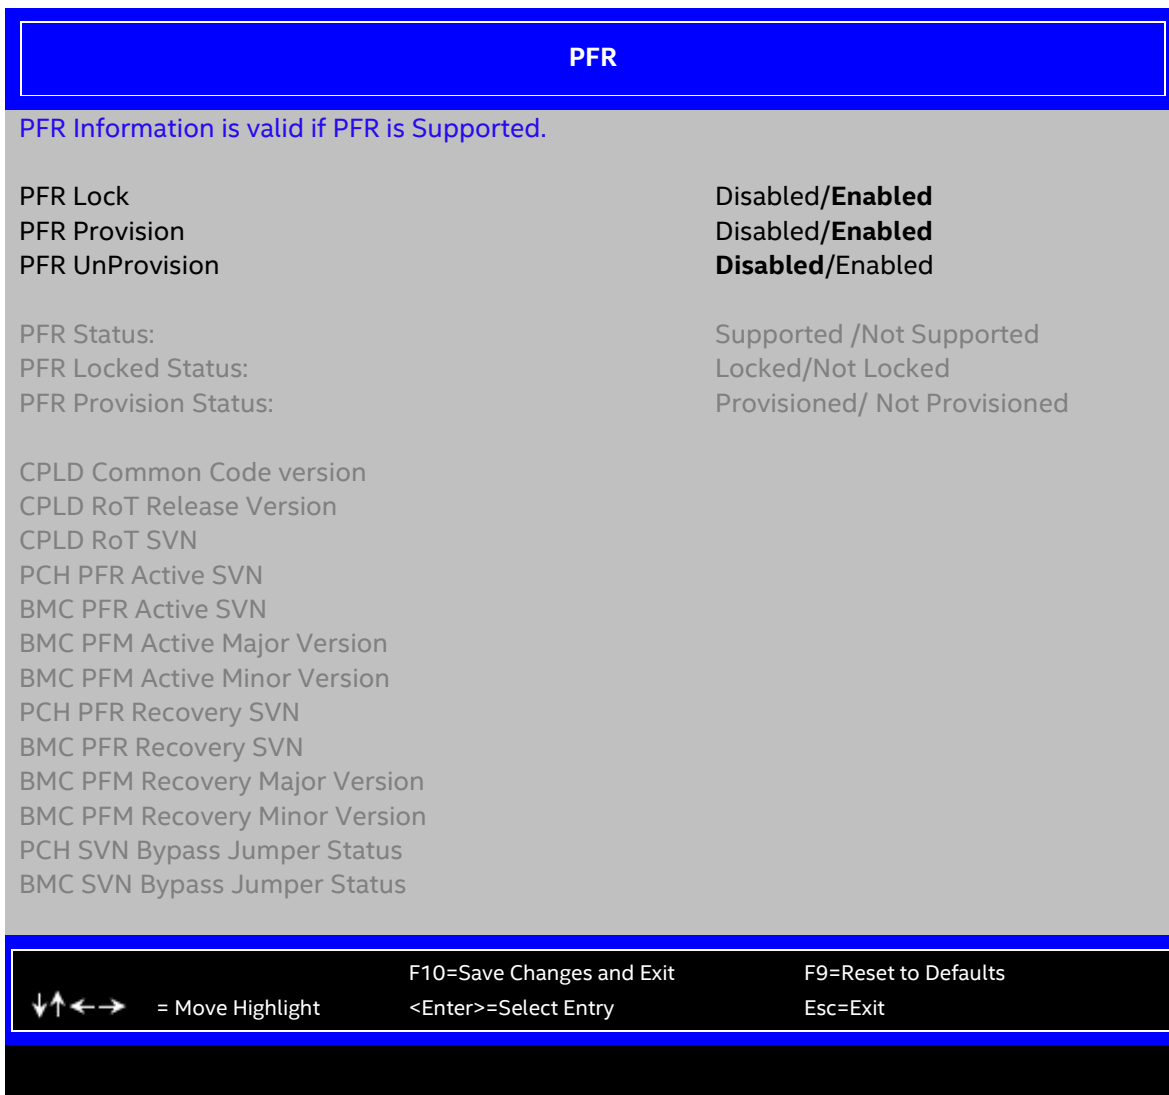 PFR
PFR Information is valid if PFR is Supported.
PFR Lock Disabled/Enabled
PFR Provision Disabled/Enabled
PFR UnProvision Disabled/Enabled
PFR Status: Supported /Not Supported
PFR Locked Status: Locked/Not Locked
PFR Provision Status: Provisioned/ Not Provisioned
CPLD Common Code version
CPLD RoT Release Version
CPLD RoT SVN
PCH PFR Active SVN
BMC PFR Active SVN
BMC PFM Active Major Version
BMC PFM Active Minor Version
PCH PFR Recovery SVN
BMC PFR Recovery SVN
BMC PFM Recovery Major Version
BMC PFM Recovery Minor Version
PCH SVN Bypass Jumper Status
BMC SVN Bypass Jumper Status
F10=Save Changes and Exit F9=Reset to Defaults
↓↑←→ = Move Highlight <Enter>=Select Entry Esc=Exit